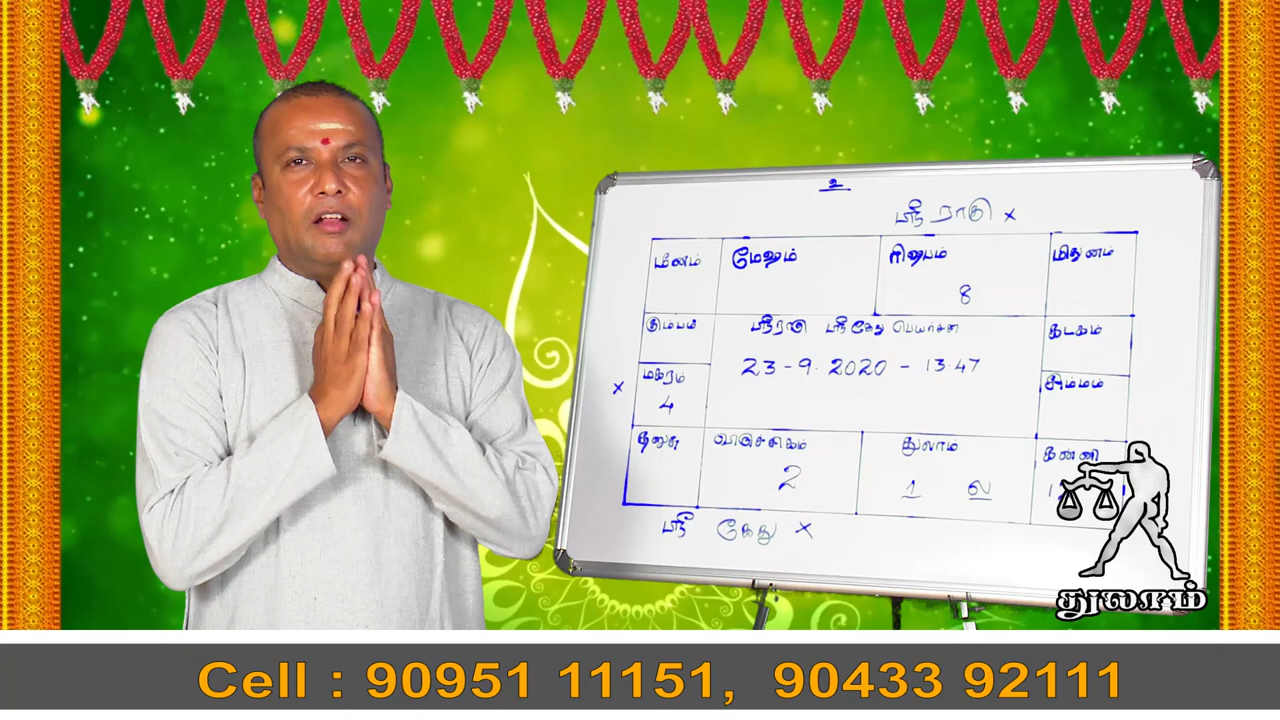 உ
ஸ்ரீ ராகு x
மீனம் மேஷம் ரிஷபம் மிதுனம்
8
கும்பம் ஸ்ரீராகு ஸ்ரீகேது பெயர்ச்சி கடகம்
23-9-2020 - 13.47
x மகரம் சிம்மம்
4
தனுசு விருச்சிகம் துலாம் கன்னி
2 1 ல
ஸ்ரீ கேது x
துலாம்
Cell : 90951 11151, 90433 92111